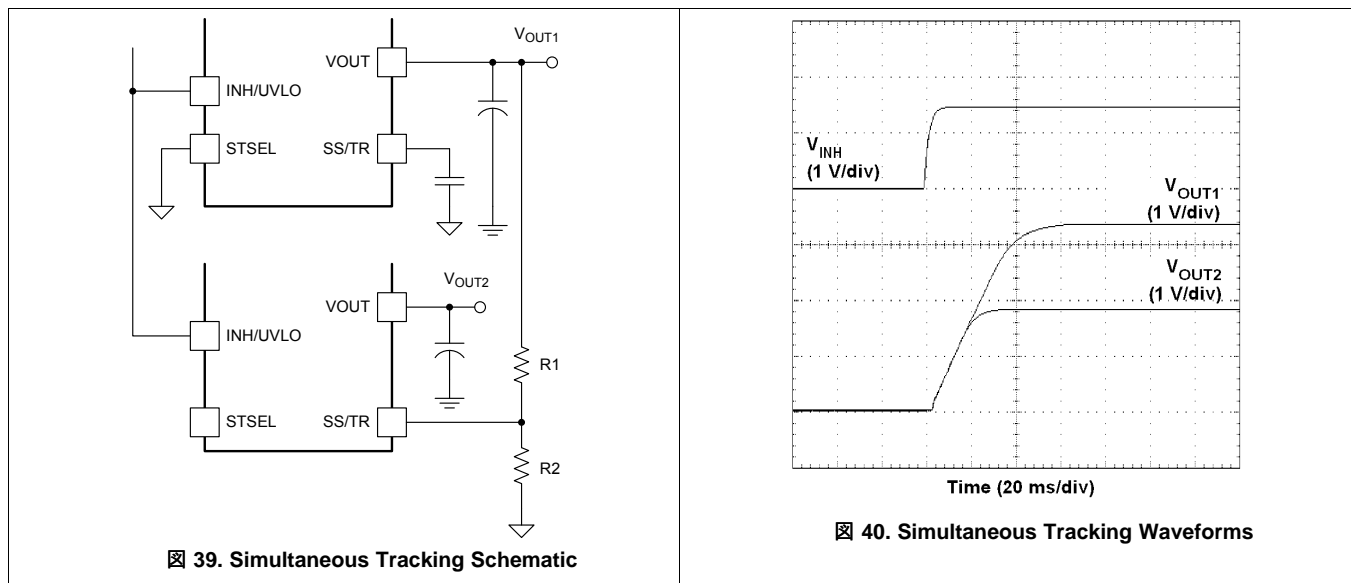 VOUT
VOUT1
INH/UVLO
STSEL
SS/TR
VOUT
VOUT2
INH/UVLO
R1
STSEL
SS/TR
R2
図 39. Simultaneous Tracking Schematic
VINH
(1 V/div)
VOUT1
(1 V/div)
VOUT2
(1 V/div)
Time (20 ms/div)
図 40. Simultaneous Tracking Waveforms